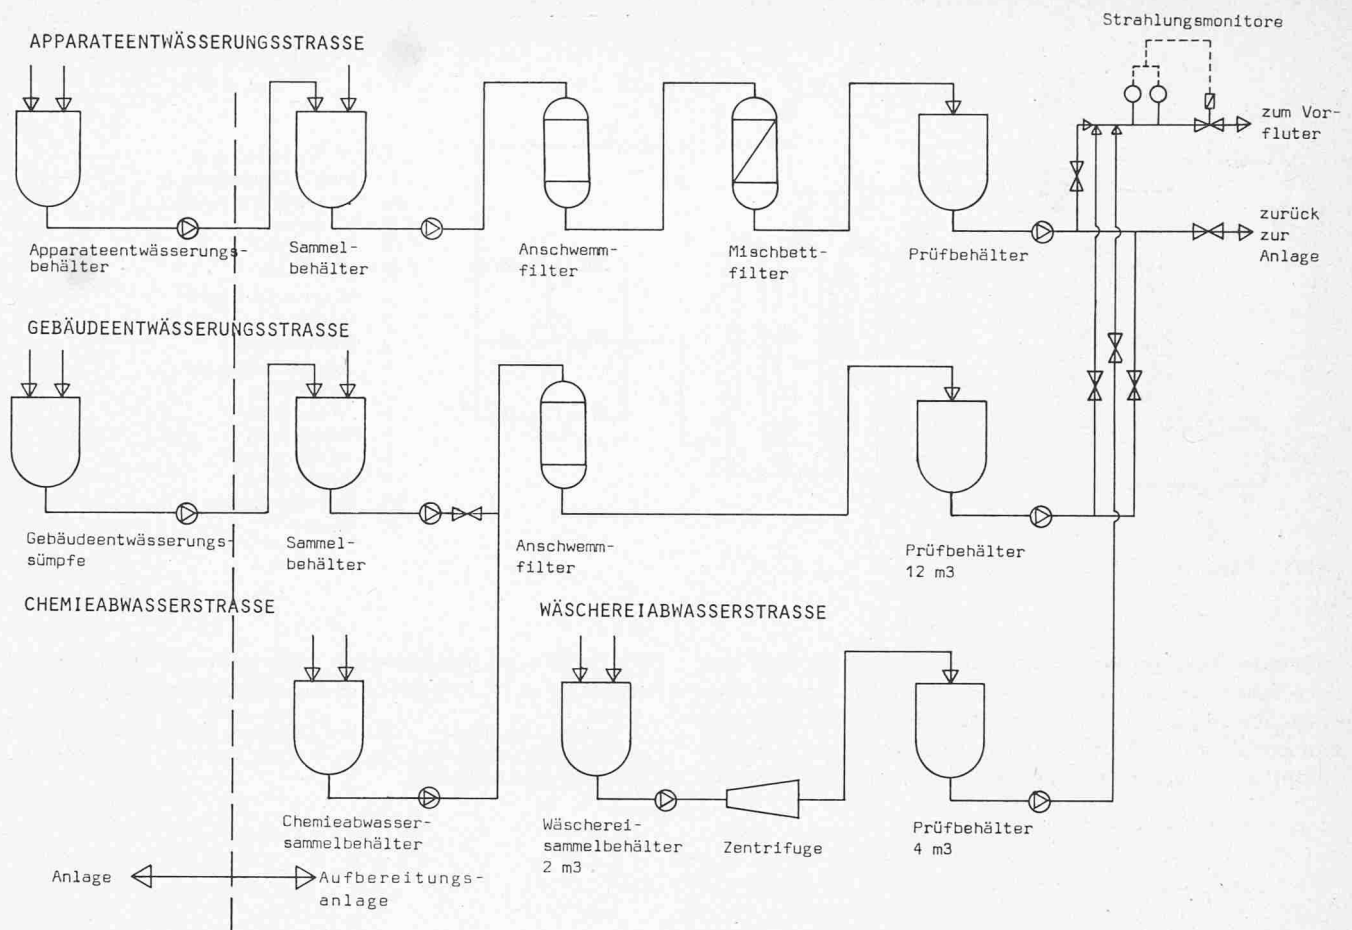 Strahlungsmonitore
APPARATEENTWÄSSERUNGSSTRASSE
zum Vor-
fluter
zurück
zur
Anlage
Apparateentwässerungs-
behälter
Sammel-
behälter
Anschwemm-
filter
Mischbett-
filter
Prüfbehälter
GEBÄUDEENTWÄSSERUNGSSTRASSE
Gebäudeentwässerungs-
sümpfe
Sammel-
behälter
Anschwemm-
filter
Prüfbehälter
12 m3
CHEMIEABWASSERSTRASSE
WÄSCHEREIABWASSERSTRASSE
Chemieabwasser-
sammelbehälter
Wäscherei-
sammelbehälter
2 m3
Zentrifuge
Prüfbehälter
4 m3
Anlage
Aufbereitungs-
anlage